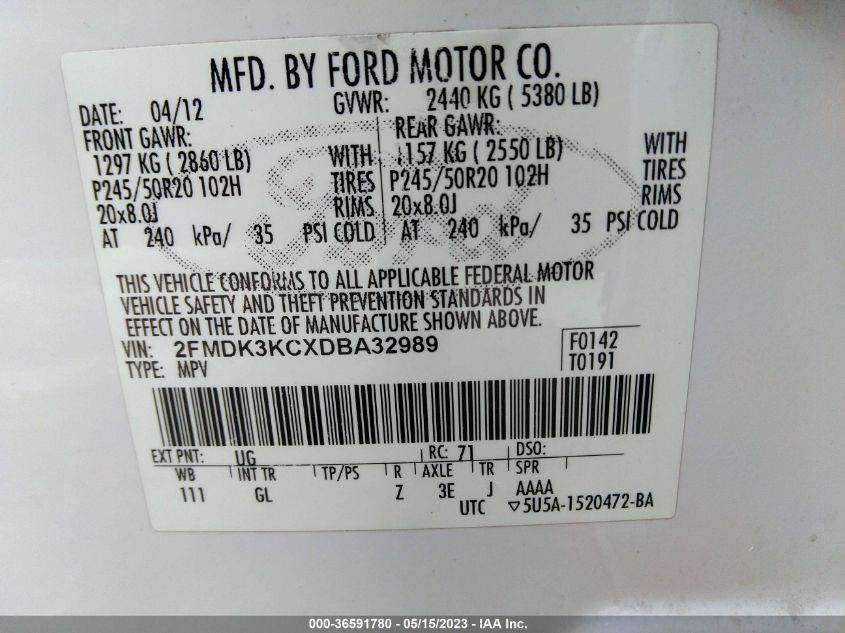 MFD. BY FORD MOTOR CO.
DATE: 04/12 GVWR: 2440 KG ( 5380 LB)
FRONT GAWR: REAR GAWR:
1297 KG ( 2860 LB) WITH 1157 KG ( 2550 LB) WITH
P245/50R20 102H TIRES P245/50R20 102H TIRES
20x8.0J RIMS 20x8.0J RIMS
AT 240 kPa/ 35 PSI COLD AT 240 kPa/ 35 PSI COLD
Ford
THIS VEHICLE CONFORMS TO ALL APPLICABLE FEDERAL MOTOR
VEHICLE SAFETY AND THEFT PREVENTION STANDARDS IN
EFFECT ON THE DATE OF MANUFACTURE SHOWN ABOVE.
VIN: 2FMDK3KCXDBA32989 F0142
TYPE: MPV T0191
EXT PNT: UG RC: 71 DSO:
WB INT TR TP/PS R AXLE TR SPR
111 GL Z 3E J AAAA
UTC ▽5U5A-1520472-BA
000-36591780 - 05/15/2023 - IAA Inc.